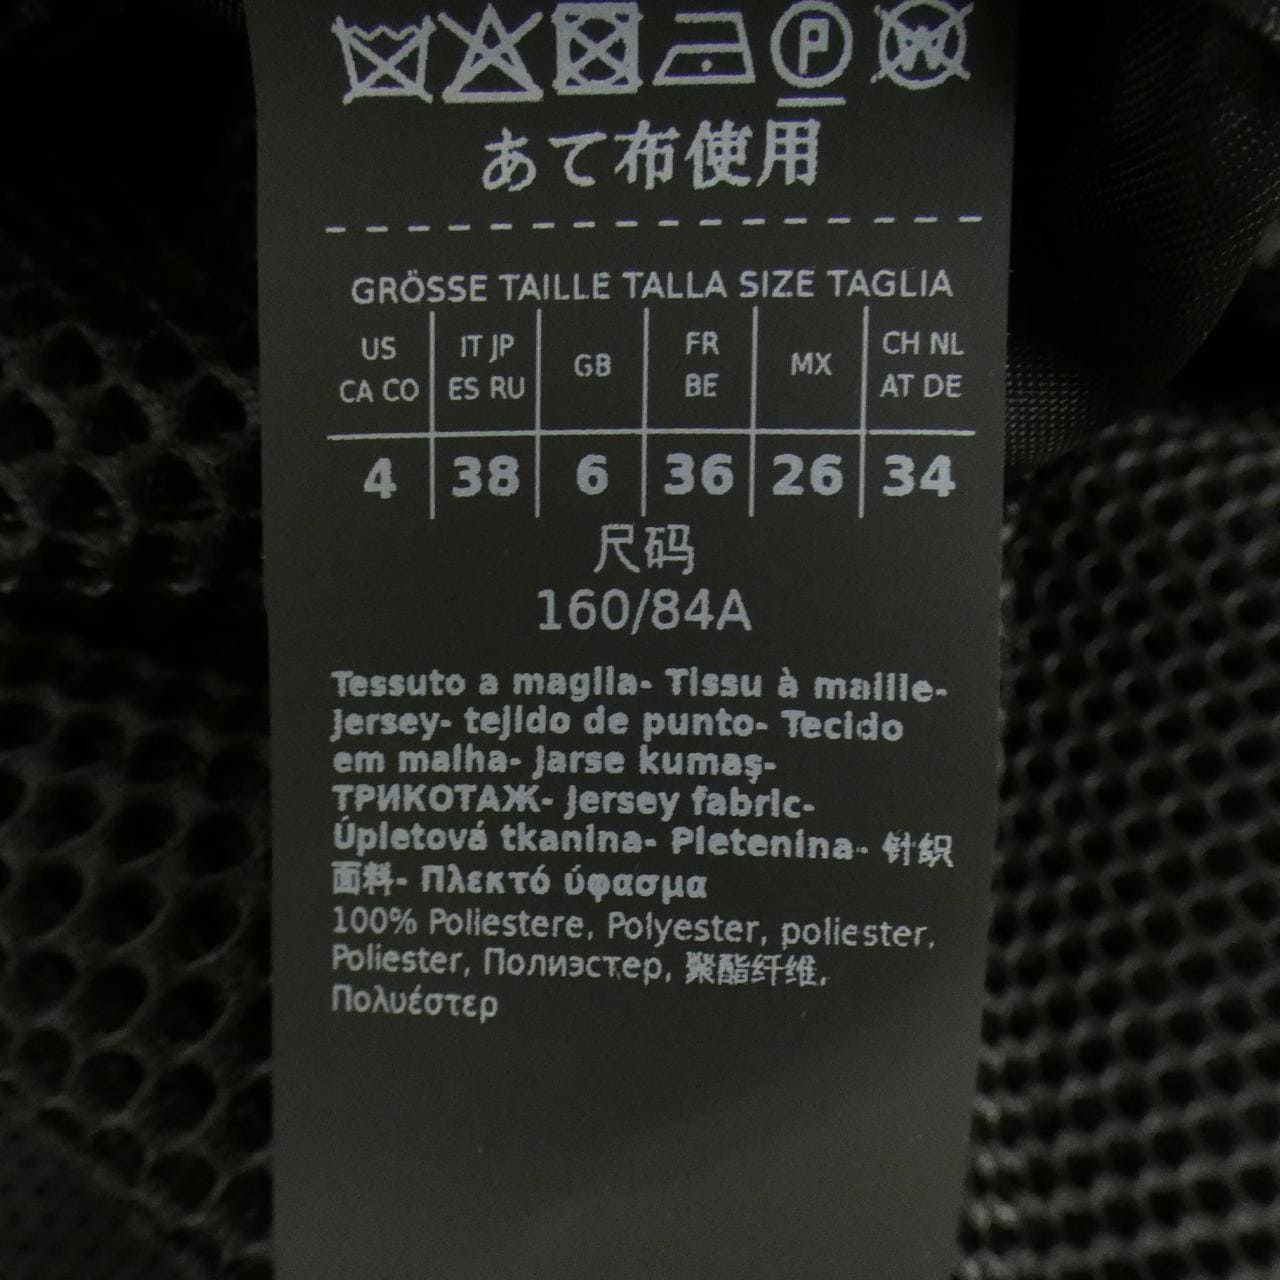 P W
あて布使用
GRÖSSE TAILLE TALLA SIZE TAGLIA
US CA CO IT JP ES RU GB FR BE MX CH NL AT DE
4 38 6 36 26 34
尺码
160/84A
Tessuto a maglia- Tissu à maille-
Jersey- tejido de punto- Tecido
em malha- Jarse kumaş-
ТРИКОТАЖ- Jersey fabric-
Úpletová tkanina- Pletenina- 针织
面料- Πλεκτό ύφασμα
100% Poliestere, Polyester, poliester,
Poliester, Полиэстер, 聚酯纤维,
Πολυέστερ